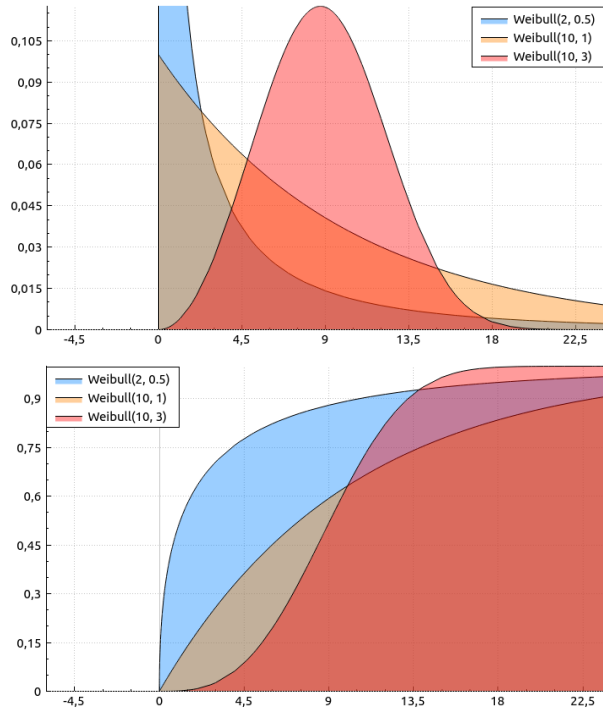 Weibull(2, 0.5)
Weibull(10, 1)
Weibull(10, 3)
0,105
0,09
0,075
0,06
0,045
0,03
0,015
0
-4,5 0 4,5 9 13,5 18 22,5
Weibull(2, 0.5)
Weibull(10, 1)
Weibull(10, 3)
0,9
0,75
0,6
0,45
0,3
0,15
0
-4,5 0 4,5 9 13,5 18 22,5